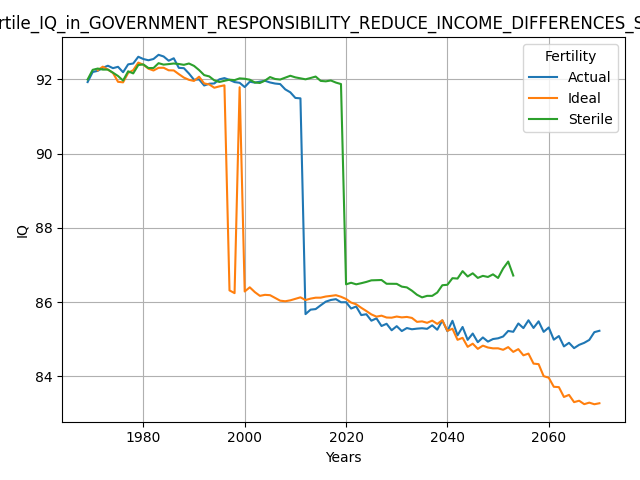 rtile_IQ_in_GOVERNMENT_RESPONSIBILITY_REDUCE_INCOME_DIFFERENCES_S
Fertility
Actual
Ideal
Sterile
IQ
92
90
88
86
84
1980
2000
2020
2040
2060
Years